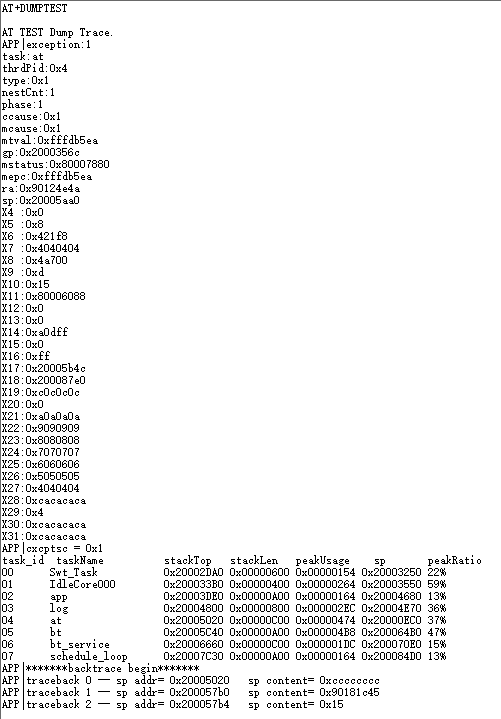 AT+DUMPTEST
AT TEST Dump Trace.
APP|exception:1
task:at
thrdPid:0x4
type:0x1
nestCnt:1
phase:1
ccause:0x1
mcause:0x1
mtval:0xfffdb5ea
gp:0x2000356c
mstatus:0x80007880
mepc:0xfffdb5ea
ra:0x90124e4a
sp:0x20005aa0
X4 :0x0
X5 :0x8
X6 :0x421f8
X7 :0x4040404
X8 :0x4a700
X9 :0xd
X10:0x15
X11:0x80006088
X12:0x0
X13:0x0
X14:0xa0dff
X15:0x0
X16:0xff
X17:0x20005b4c
X18:0x200087e0
X19:0xc0c0c0c
X20:0x0
X21:0xa0a0a0a
X22:0x9090909
X23:0x8080808
X24:0x7070707
X25:0x6060606
X26:0x5050505
X27:0x4040404
X28:0xcacacaca
X29:0x4
X30:0xcacacaca
X31:0xcacacaca
APP|cxcptsc = 0x1
task_id taskName stackTop stackLen peakUsage sp peakRatio
00 Swt_Task 0x20002DA0 0x00000600 0x00000154 0x20003250 22%
01 IdleCore000 0x200033B0 0x00000400 0x00000264 0x20003550 59%
02 app 0x20003DE0 0x00000A00 0x00000164 0x20004680 13%
03 log 0x20004800 0x00000800 0x000002EC 0x20004E70 36%
04 at 0x20005020 0x00000C00 0x00000474 0x20000EC0 37%
05 bt 0x20005C40 0x00000A00 0x000004B8 0x200064B0 47%
06 bt_service 0x20006660 0x00000C00 0x000001DC 0x200070E0 15%
07 schedule_loop 0x20007C30 0x00000A00 0x00000164 0x200084D0 13%
APP|*******backtrace begin*******
APP|traceback 0 -- sp addr= 0x20005020 sp content= 0xcccccccc
APP|traceback 1 -- sp addr= 0x200057b0 sp content= 0x90181c45
APP|traceback 2 -- sp addr= 0x200057b4 sp content= 0x15